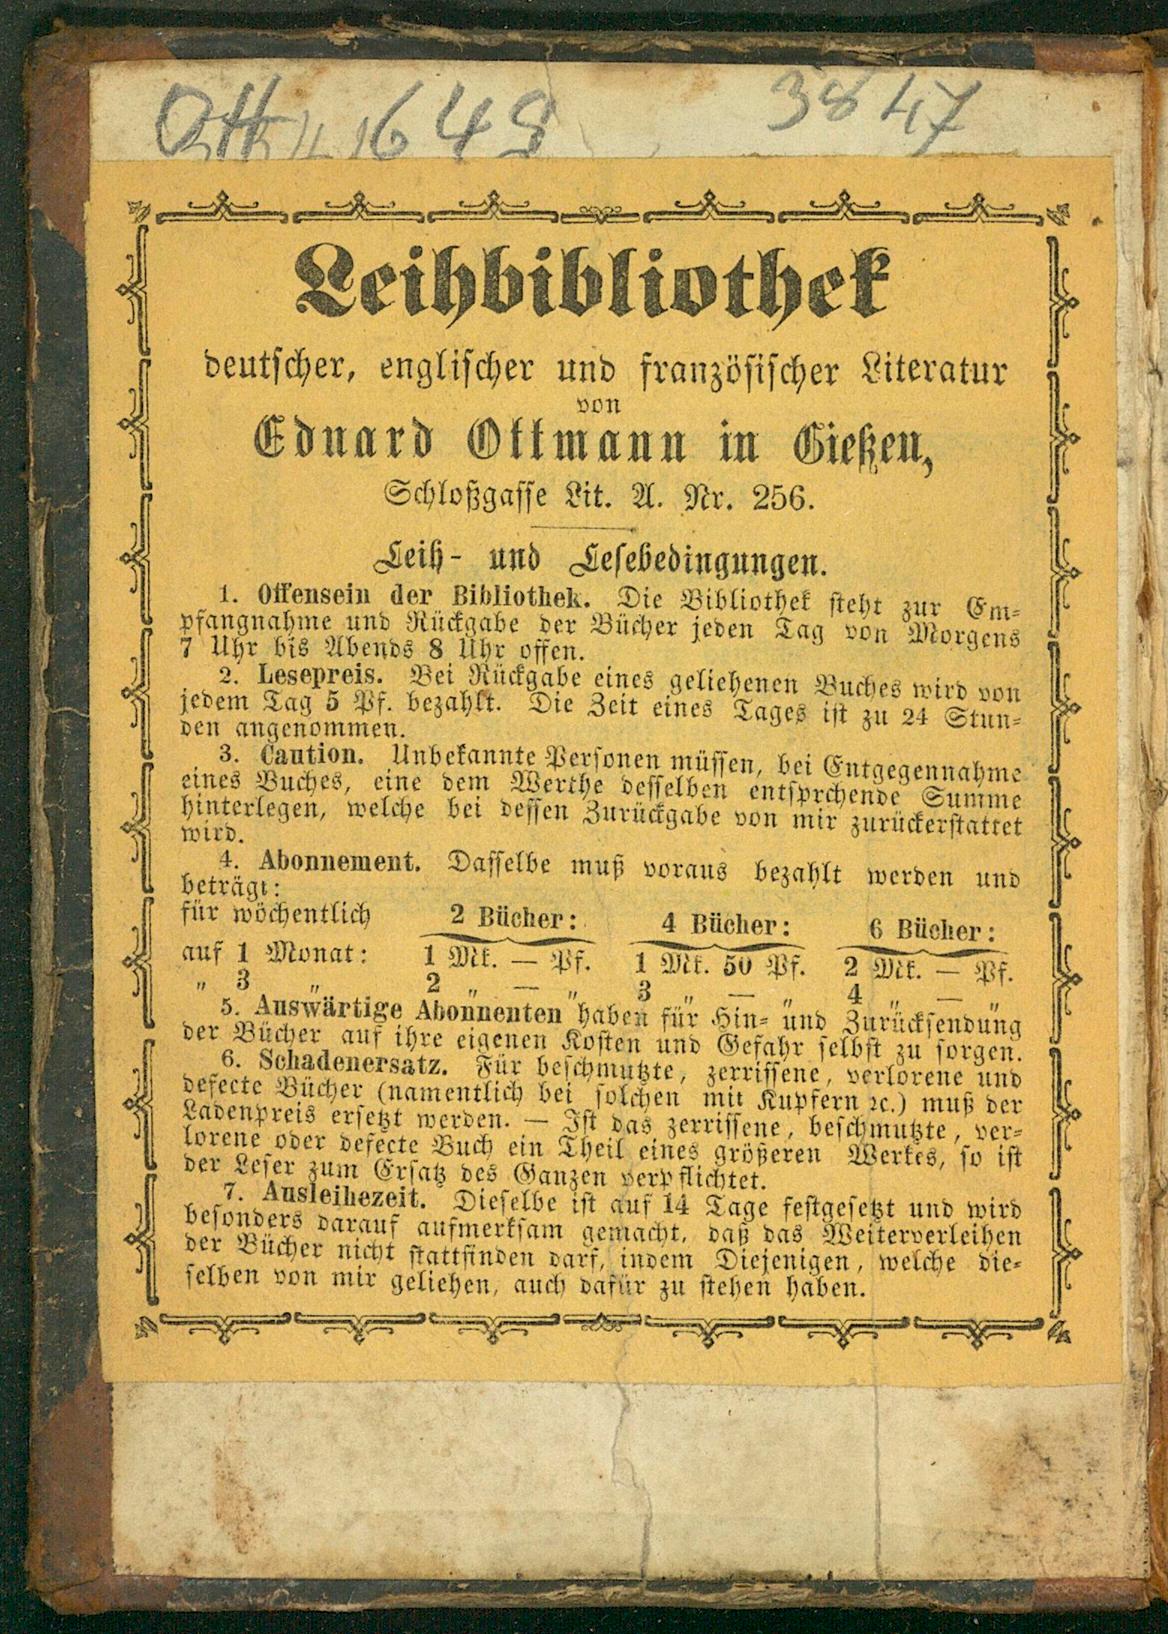 3847
Leihbibliothek
deutscher, englischer und französischer Literatur
von
Eduard Ottmann in Gießen,
Schloßgasse Lit. A. Nr. 256.
Leih- und Lesebedingungen.
1. Offensein der Bibliothek. Die Bibliothek steht zur Em-
pfangnahme und Rückgabe der Bücher jeden Tag von Morgens
7 Uhr bis Abends 8 Uhr offen.
2. Lesepreis. Bei Rückgabe eines geliehenen Buches wird von
jedem Tag 5 Pf. bezahlt. Die Zeit eines Tages ist zu 24 Stun-
den angenommen.
3. Caution. Unbekannte Personen müssen, bei Entgegennahme
eines Buches, eine dem Werthe desselben entsprchende Summe
hinterlegen, welche bei dessen Zurückgabe von mir zurückerstattet
wird.
4. Abonnement. Dasselbe muß voraus bezahlt werden und
beträgt:
für wöchentlich 2 Bücher: 4 Bücher: 6 Bücher:
auf 1 Monat: 1 Mk. — Pf. 1 Mk. 50 Pf. 2 Mk. — Pf.
„ 3 „ 2 „ — „ 3 „ — „ 4 „ — „
5. Auswärtige Abonnenten haben für Hin- und Zurücksendung
der Bücher auf ihre eigenen Kosten und Gefahr selbst zu sorgen.
6. Schadenersatz. Für beschmutzte, zerrissene, verlorene und
defecte Bücher (namentlich bei solchen mit Kupfern ꝛc.) muß der
Ladenpreis ersetzt werden. — Ist das zerrissene, beschmutzte, ver-
lorene oder defecte Buch ein Theil eines größeren Werkes, so ist
der Leser zum Ersatz des Ganzen verpflichtet.
7. Ausleihezeit. Dieselbe ist auf 14 Tage festgesetzt und wird
besonders darauf aufmerksam gemacht, daß das Weiterverleihen
der Bücher nicht stattfinden darf, indem Diejenigen, welche die-
selben von mir geliehen, auch dafür zu stehen haben.